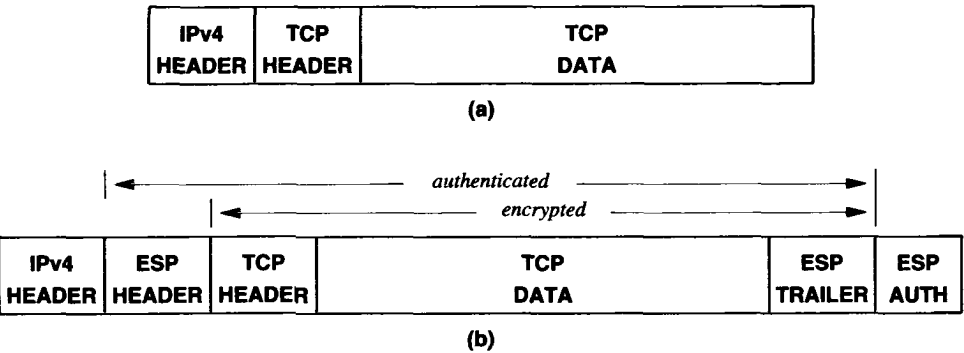 IPv4 TCP TCP
HEADER HEADER DATA
(a)
authenticated
encrypted
IPv4 ESP TCP TCP ESP ESP
HEADER HEADER HEADER DATA TRAILER AUTH
(b)